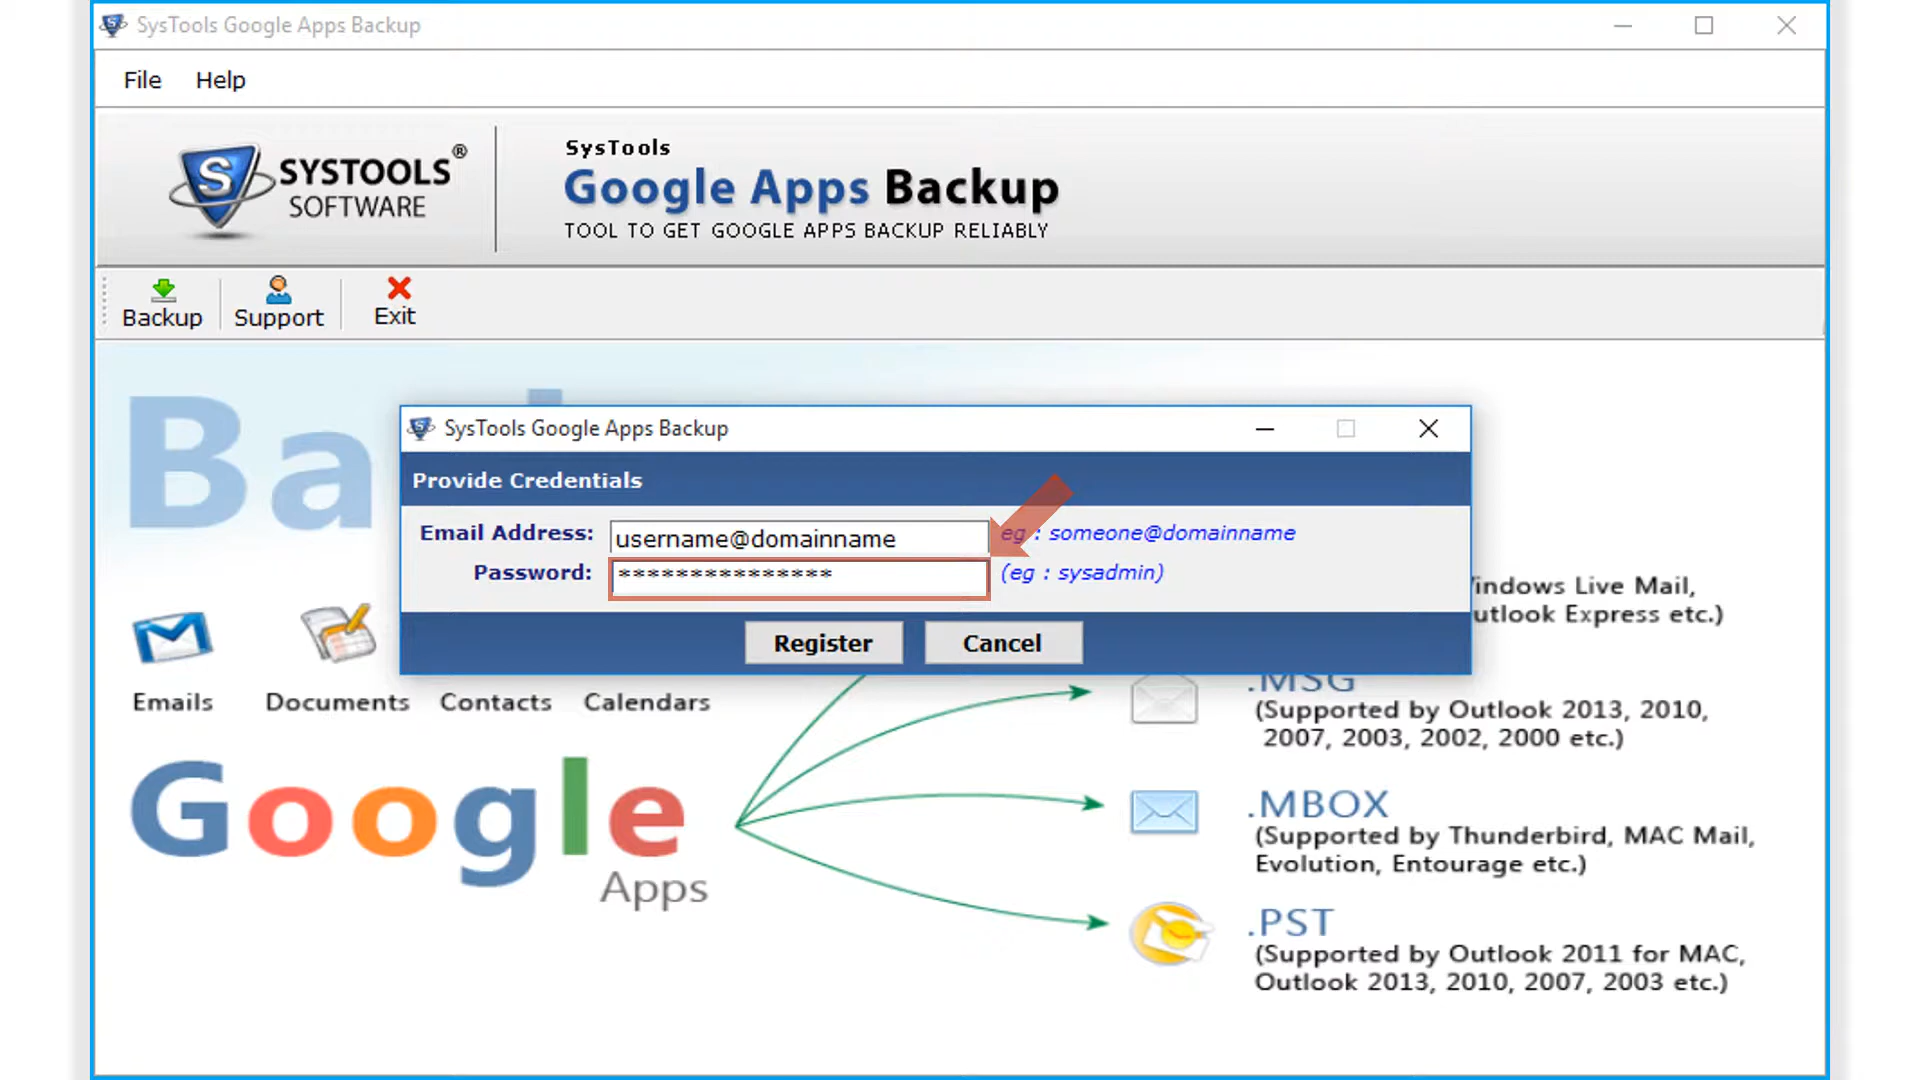 SysTools Google Apps Backup
File Help
SYSTOOLS®
SOFTWARE
SysTools
Google Apps Backup
TOOL TO GET GOOGLE APPS BACKUP RELIABLY
Backup Support Exit
SysTools Google Apps Backup
Provide Credentials
Email Address: username@domainname eg : someone@domainname
Password: *************** (eg : sysadmin)
Register Cancel
Live Mail,
Express etc.)
Emails Documents Contacts Calendars
.MSG
(Supported by Outlook 2013, 2010,
2007, 2003, 2002, 2000 etc.)
Google
Apps
.MBOX
(Supported by Thunderbird, MAC Mail,
Evolution, Entourage etc.)
.PST
(Supported by Outlook 2011 for MAC,
Outlook 2013, 2010, 2007, 2003 etc.)